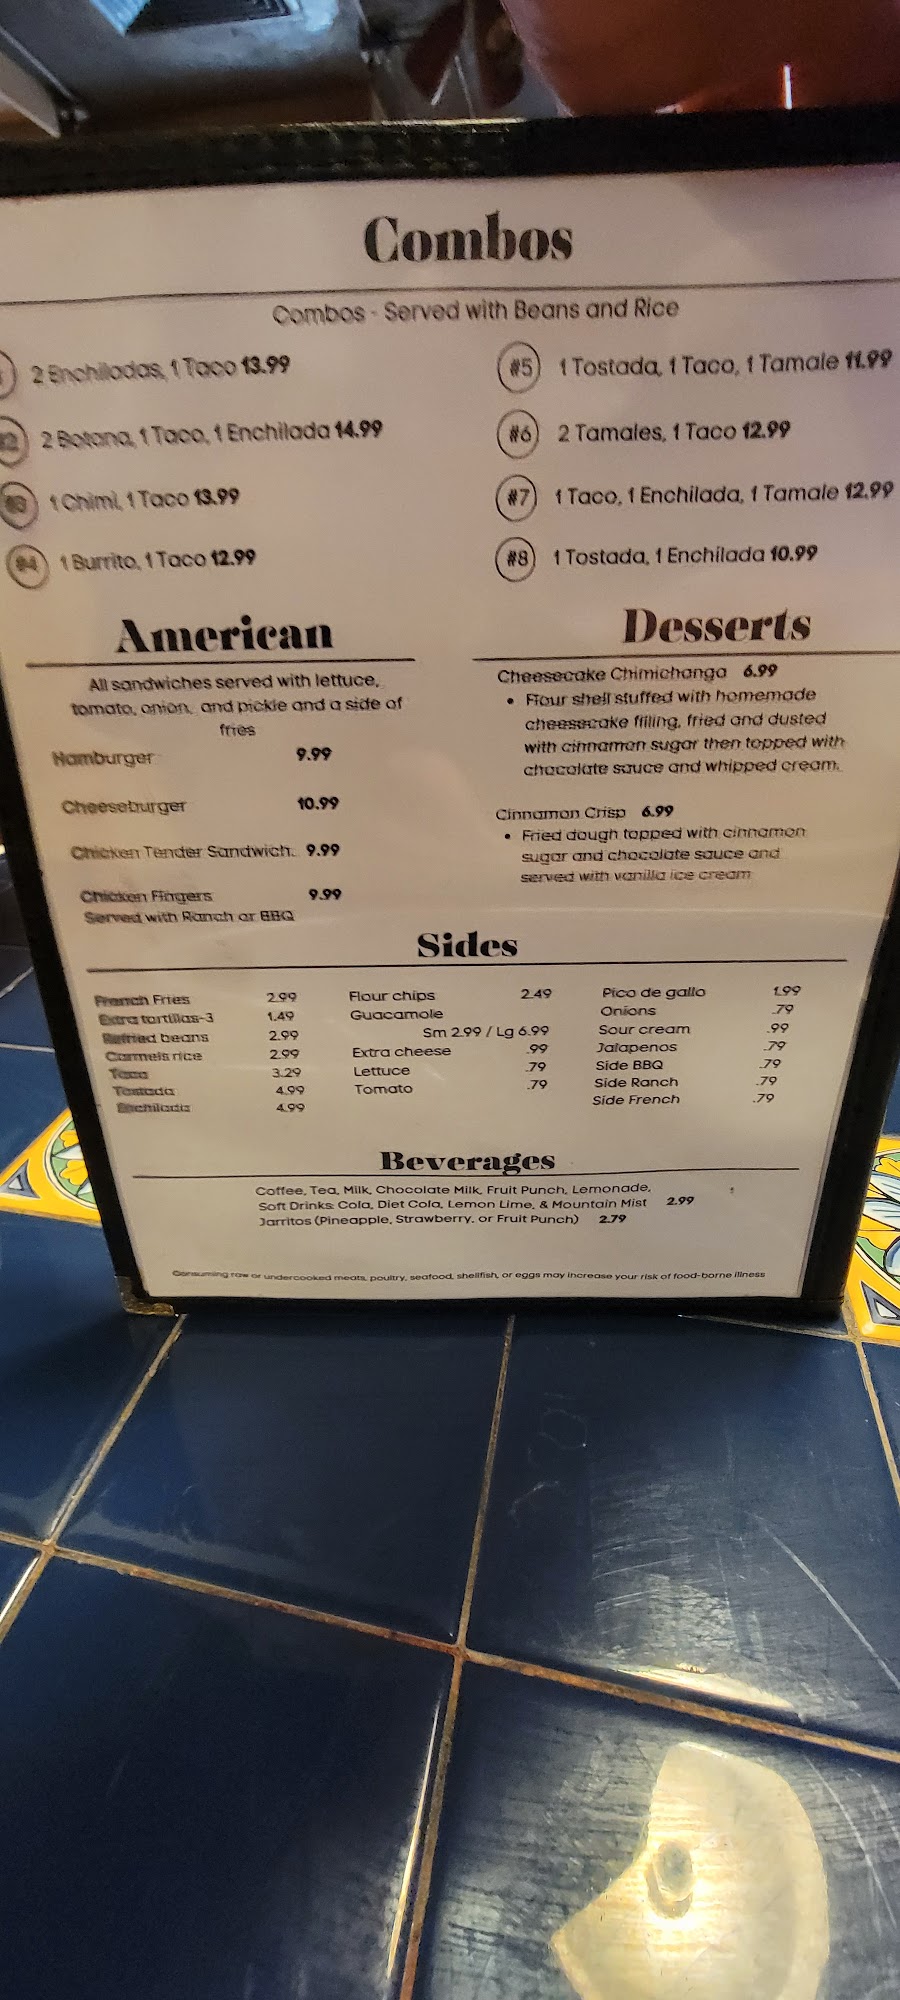 Combos
Combos - Served with Beans and Rice
2 Enchiladas, 1 Taco 13.99
#2 2 Botana, 1 Taco, 1 Enchilada 14.99
#3 1 Chimi, 1 Taco 13.99
#4 1 Burrito, 1 Taco 12.99
#5 1 Tostada, 1 Taco, 1 Tamale 11.99
#6 2 Tamales, 1 Taco 12.99
#7 1 Taco, 1 Enchilada, 1 Tamale 12.99
#8 1 Tostada, 1 Enchilada 10.99
American
All sandwiches served with lettuce,
tomato, onion, and pickle and a side of
fries
Hamburger 9.99
Cheeseburger 10.99
Chicken Tender Sandwich. 9.99
Chicken Fingers 9.99
Served with Ranch or BBQ
Desserts
Cheesecake Chimichanga 6.99
• Flour shell stuffed with homemade
cheesecake filling, fried and dusted
with cinnamon sugar then topped with
chocolate sauce and whipped cream.
Cinnamon Crisp 6.99
• Fried dough topped with cinnamon
sugar and chocolate sauce and
served with vanilla ice cream
Sides
French Fries 2.99
Extra tortillas-3 1.49
Refried beans 2.99
Carmels rice 2.99
Taco 3.29
Tostada 4.99
Enchilada 4.99
Flour chips 2.49
Guacamole
Sm 2.99 / Lg 6.99
Extra cheese .99
Lettuce .79
Tomato .79
Pico de gallo 1.99
Onions .79
Sour cream .99
Jalapenos .79
Side BBQ .79
Side Ranch .79
Side French .79
Beverages
Coffee, Tea, Milk, Chocolate Milk, Fruit Punch, Lemonade,
Soft Drinks: Cola, Diet Cola, Lemon Lime, & Mountain Mist 2.99
Jarritos (Pineapple, Strawberry, or Fruit Punch) 2.79
Consuming raw or undercooked meats, poultry, seafood, shellfish, or eggs may increase your risk of food-borne illness